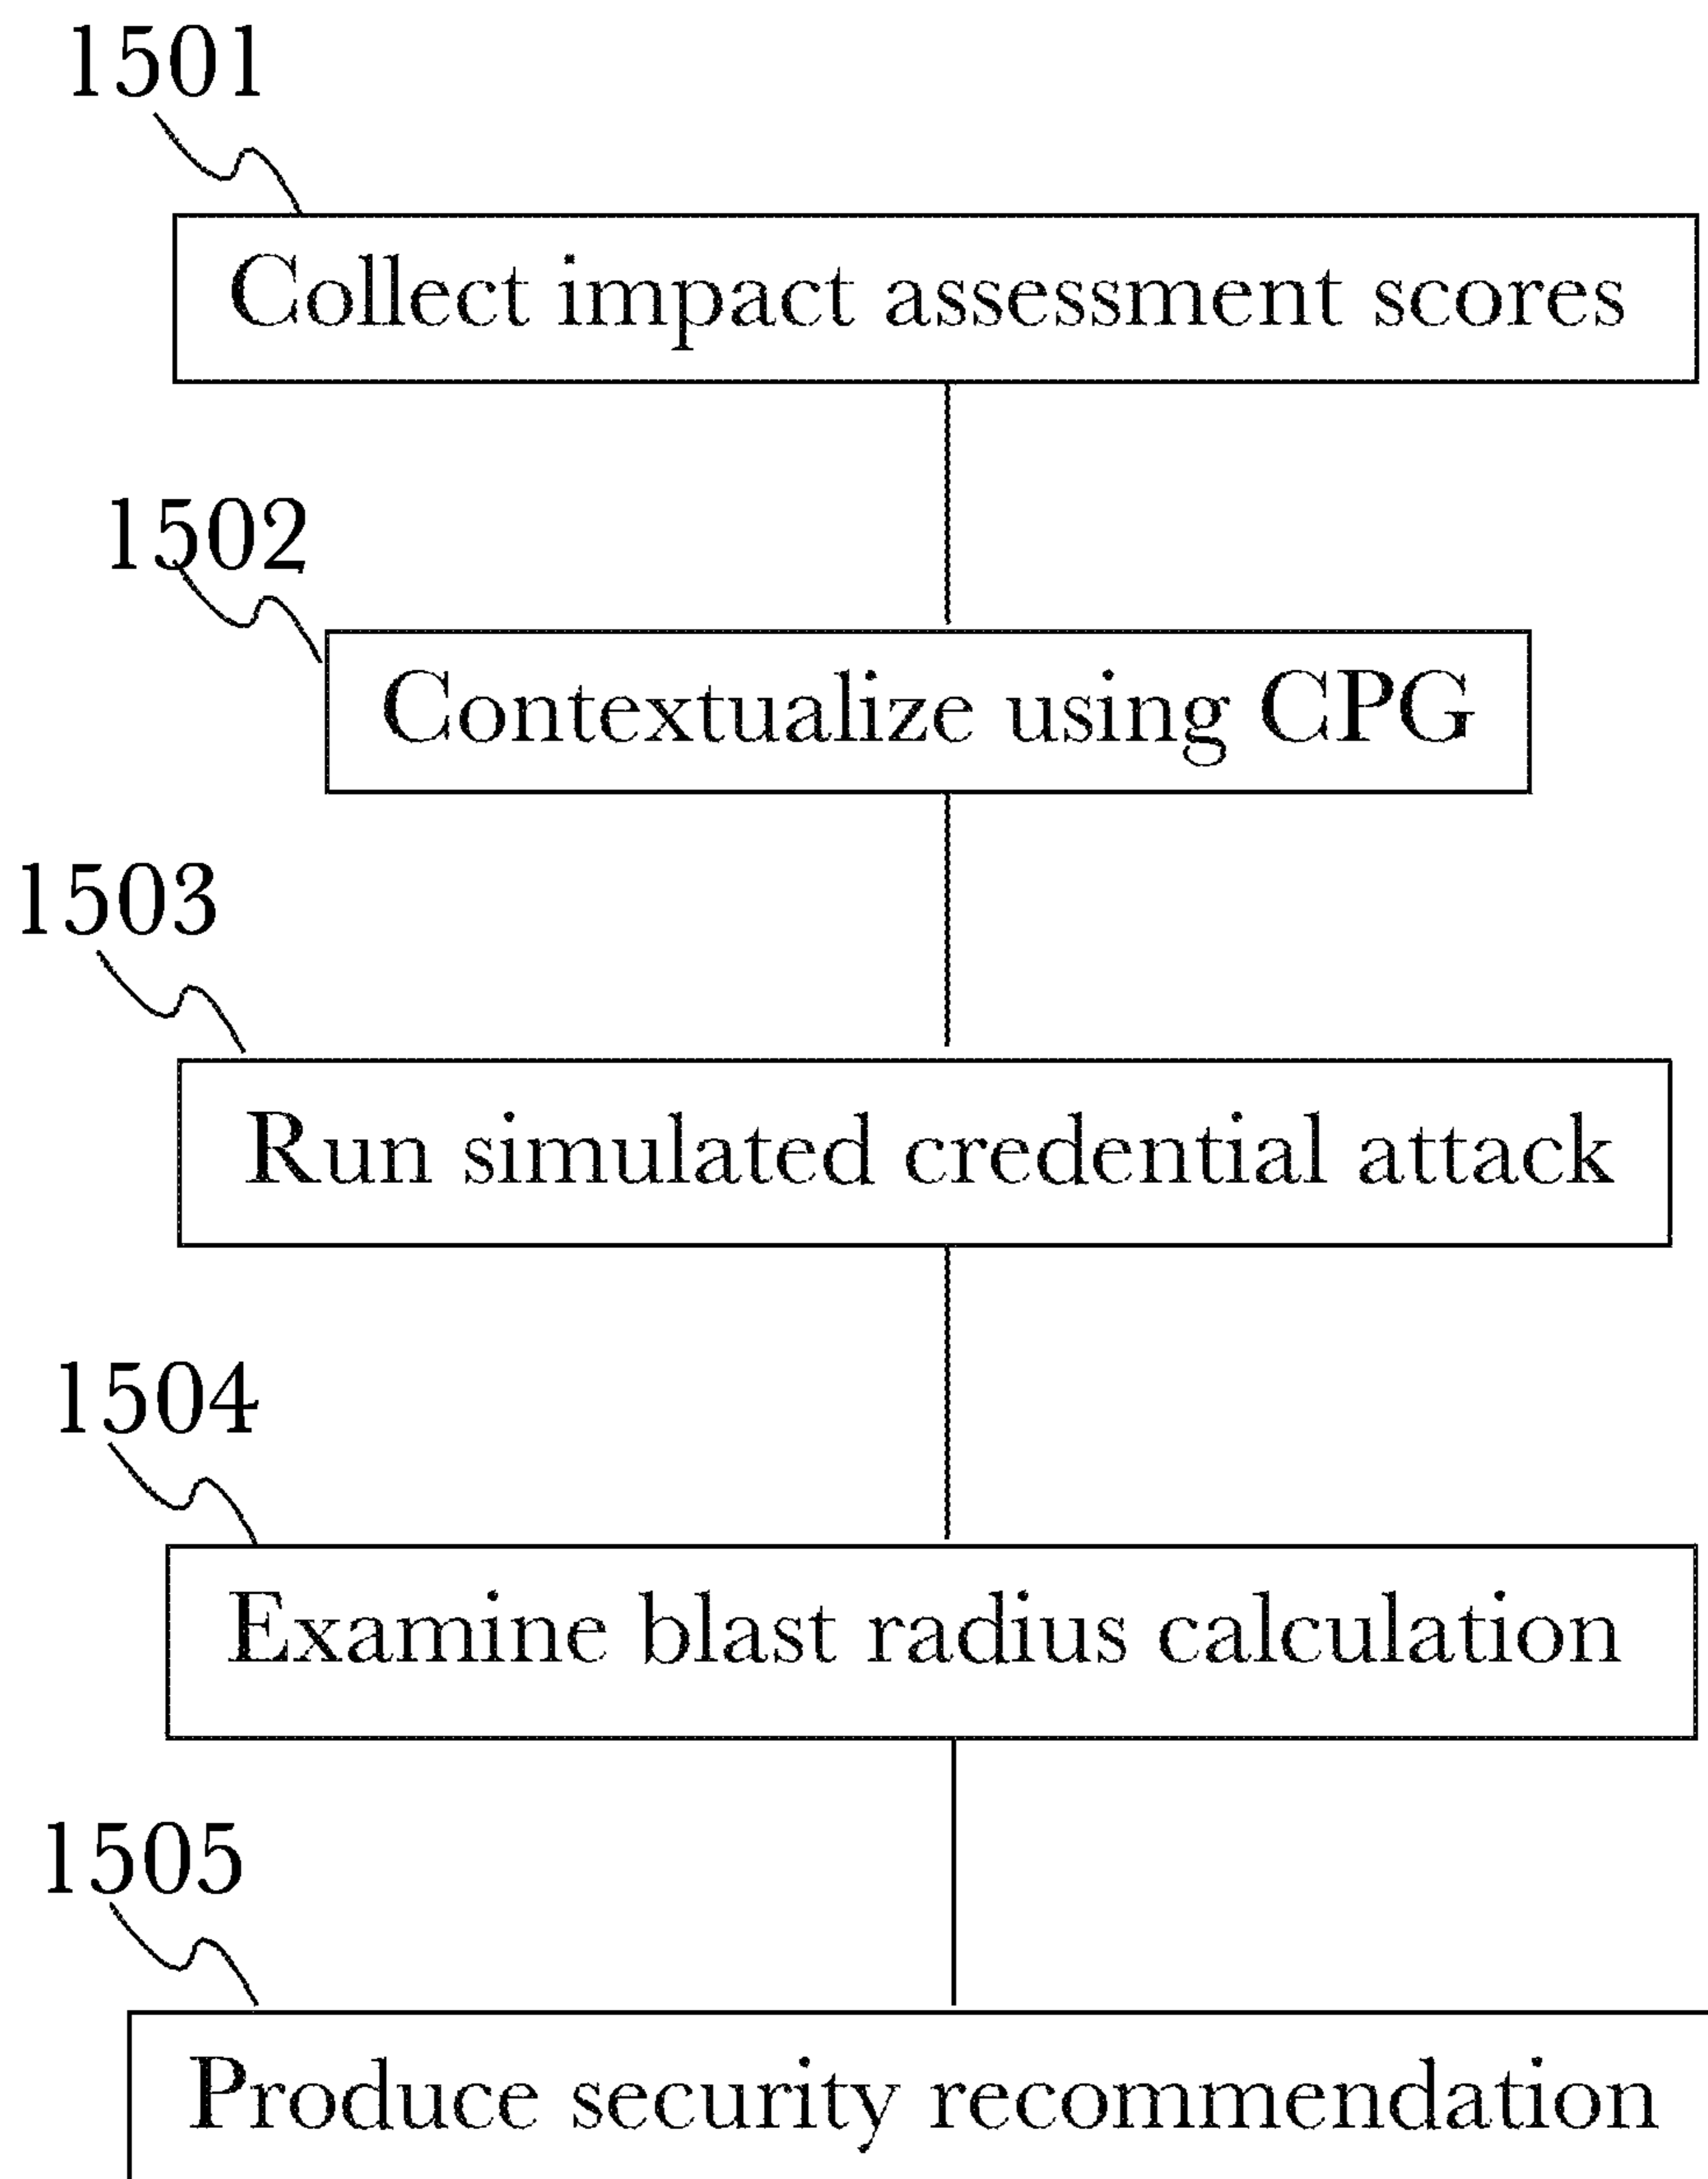 1501
Collect impact assessment scores
1502
Contextualize using CPG
1503
Run simulated credential attack
1504
Examine blast radius calculation
1505
Produce security recommendation